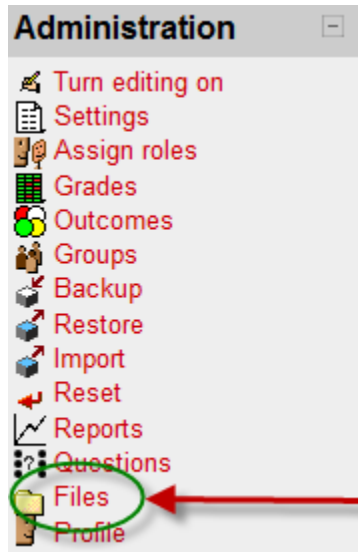 Administration
Turn editing on
Settings
Assign roles
Grades
Outcomes
Groups
Backup
Restore
Import
Reset
Reports
Questions
Files
Profile